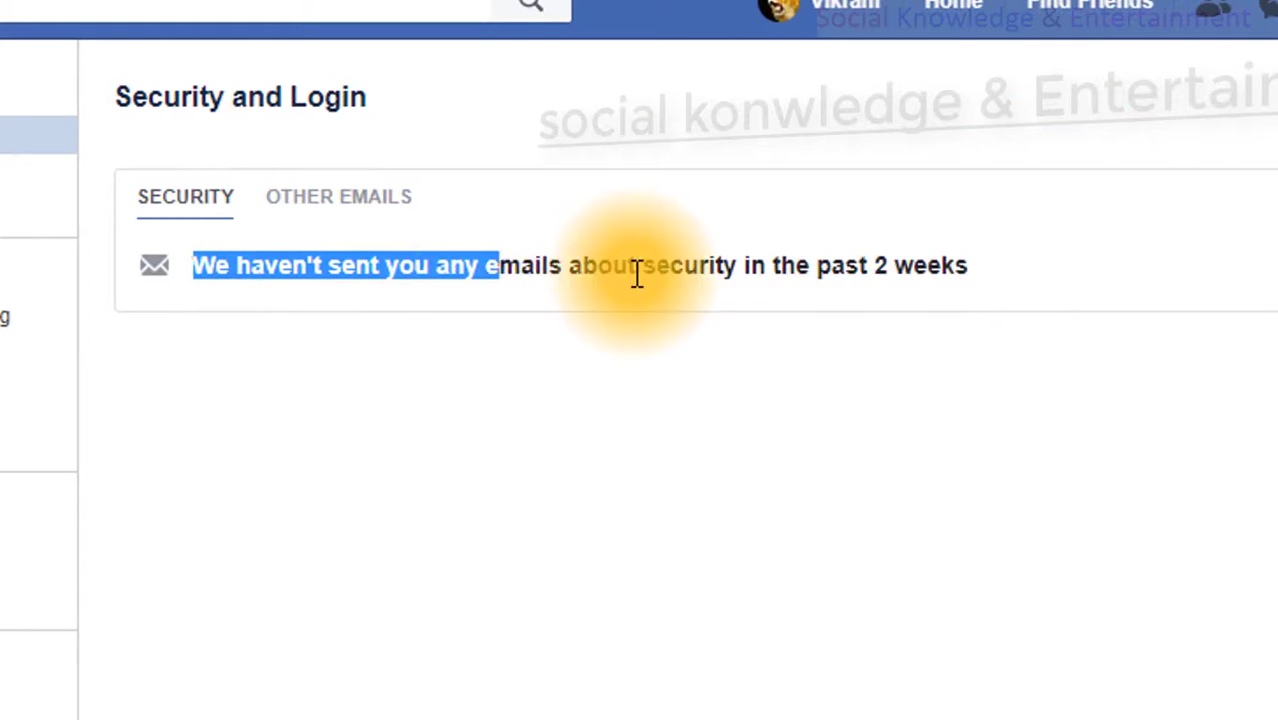 Vikram Home Find Friends
Social Knowledge & Entertainment
Security and Login
social konwledge & Entertain
SECURITY OTHER EMAILS
We haven't sent you any emails about security in the past 2 weeks
g